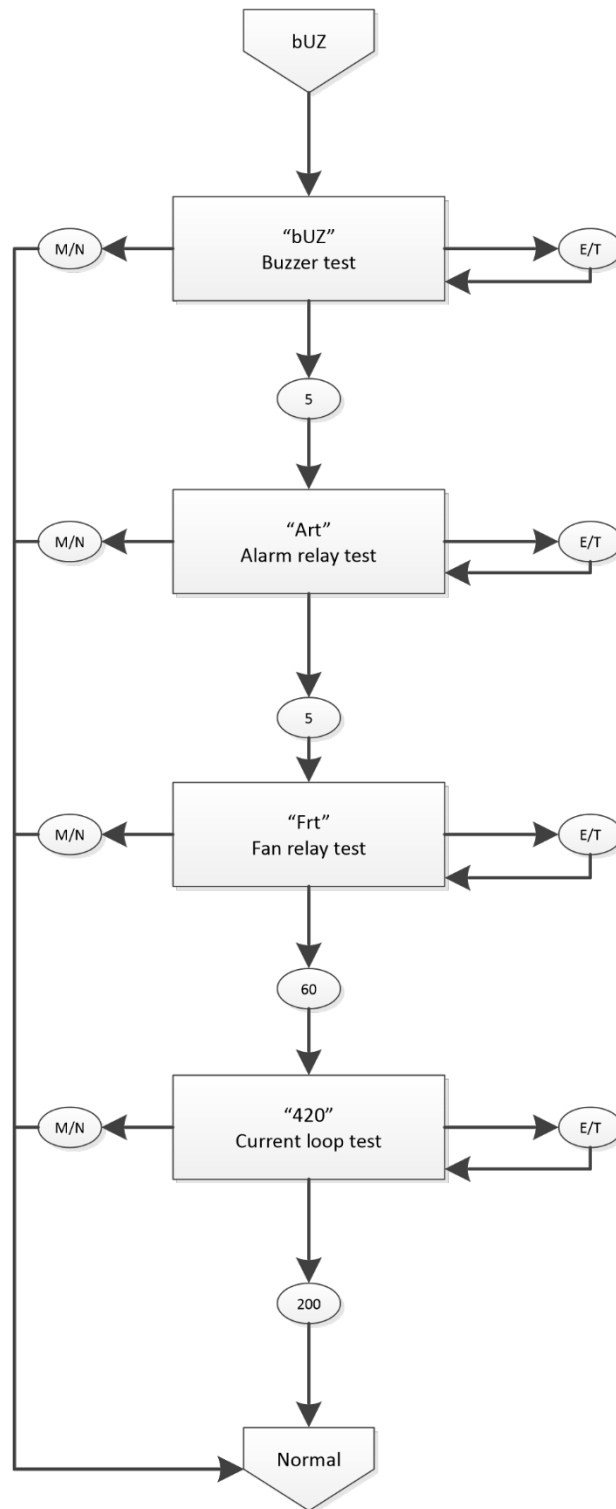 bUZ
“bUZ”
Buzzer test
M/N
E/T
5
“Art”
Alarm relay test
M/N
E/T
5
“Frt”
Fan relay test
M/N
E/T
60
“420”
Current loop test
M/N
E/T
200
Normal